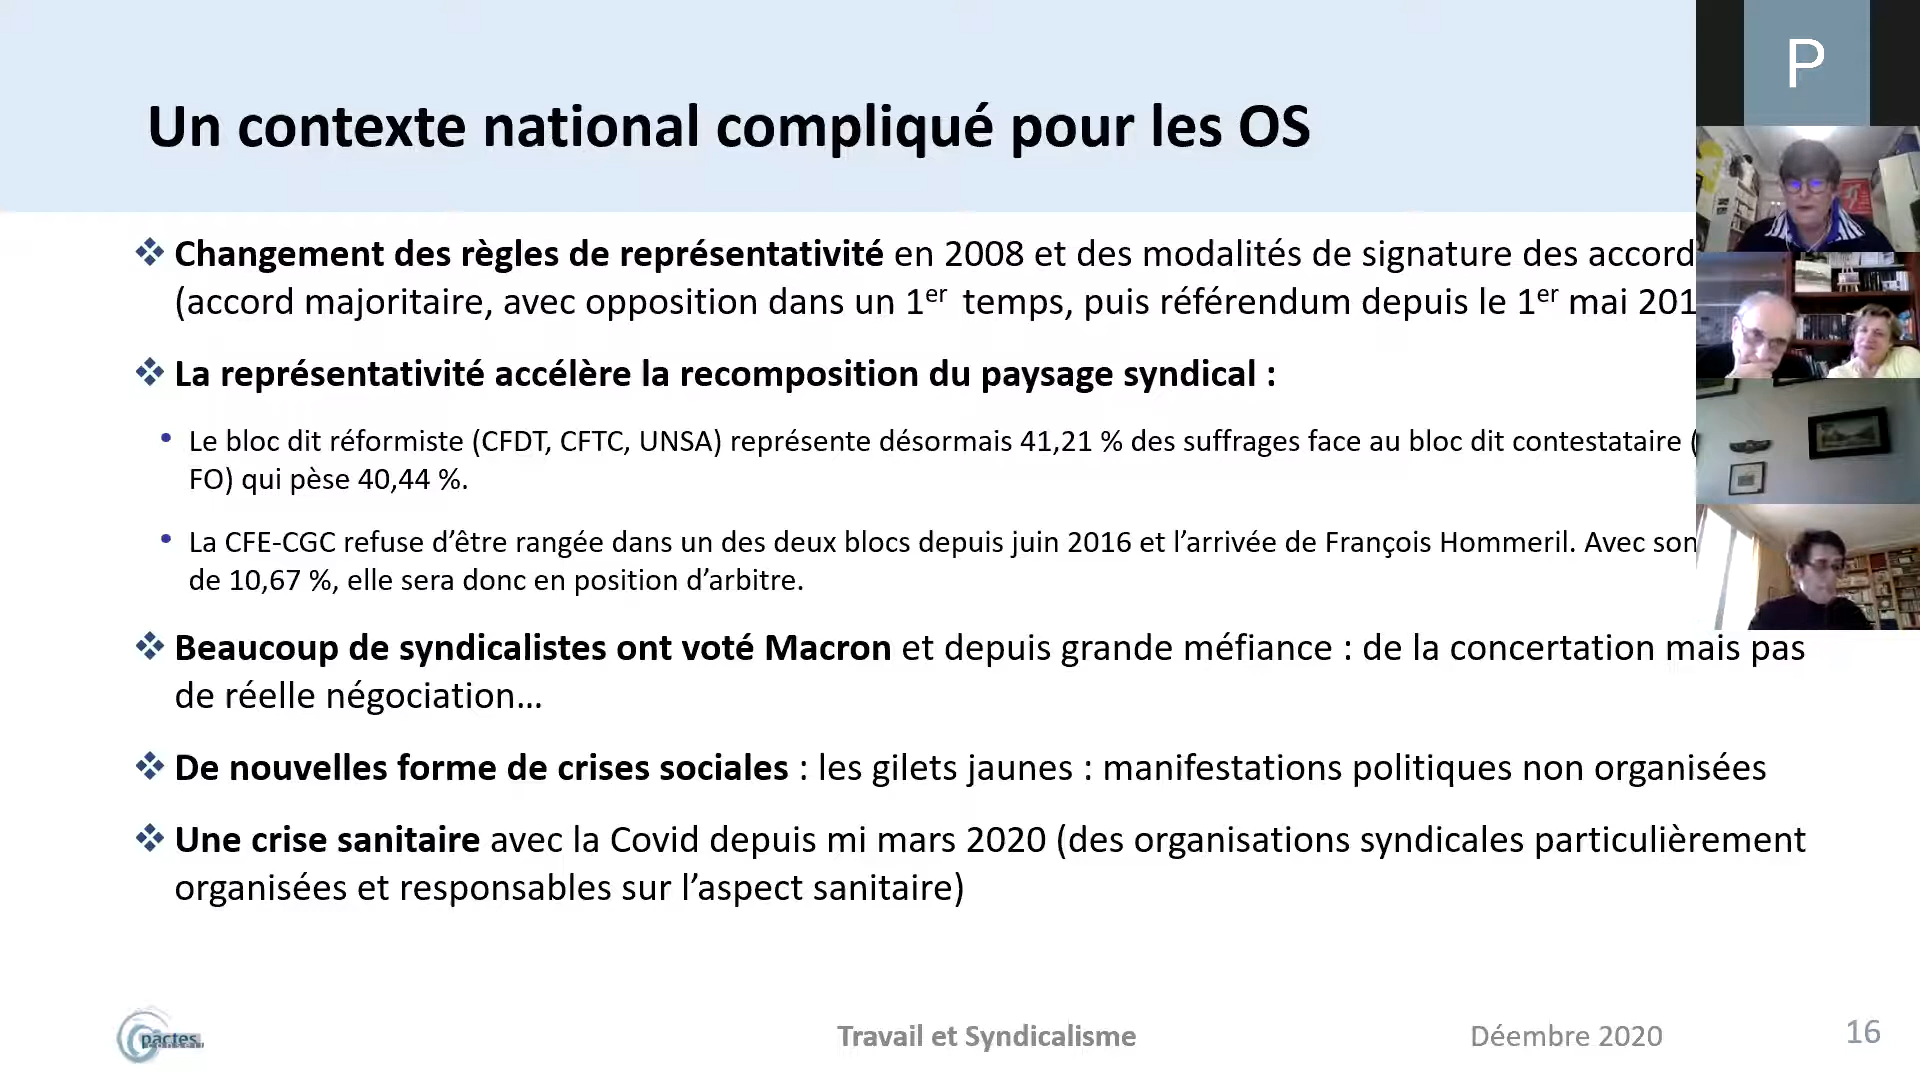 Un contexte national compliqué pour les OS
P
❖ Changement des règles de représentativité en 2008 et des modalités de signature des accord
(accord majoritaire, avec opposition dans un 1er temps, puis référendum depuis le 1er mai 201
❖ La représentativité accélère la recomposition du paysage syndical :
• Le bloc dit réformiste (CFDT, CFTC, UNSA) représente désormais 41,21 % des suffrages face au bloc dit contestataire (
FO) qui pèse 40,44 %.
• La CFE-CGC refuse d’être rangée dans un des deux blocs depuis juin 2016 et l’arrivée de François Hommeril. Avec son
de 10,67 %, elle sera donc en position d’arbitre.
❖ Beaucoup de syndicalistes ont voté Macron et depuis grande méfiance : de la concertation mais pas
de réelle négociation…
❖ De nouvelles forme de crises sociales : les gilets jaunes : manifestations politiques non organisées
❖ Une crise sanitaire avec la Covid depuis mi mars 2020 (des organisations syndicales particulièrement
organisées et responsables sur l’aspect sanitaire)
pactes
conseil
Travail et Syndicalisme
Déembre 2020
16